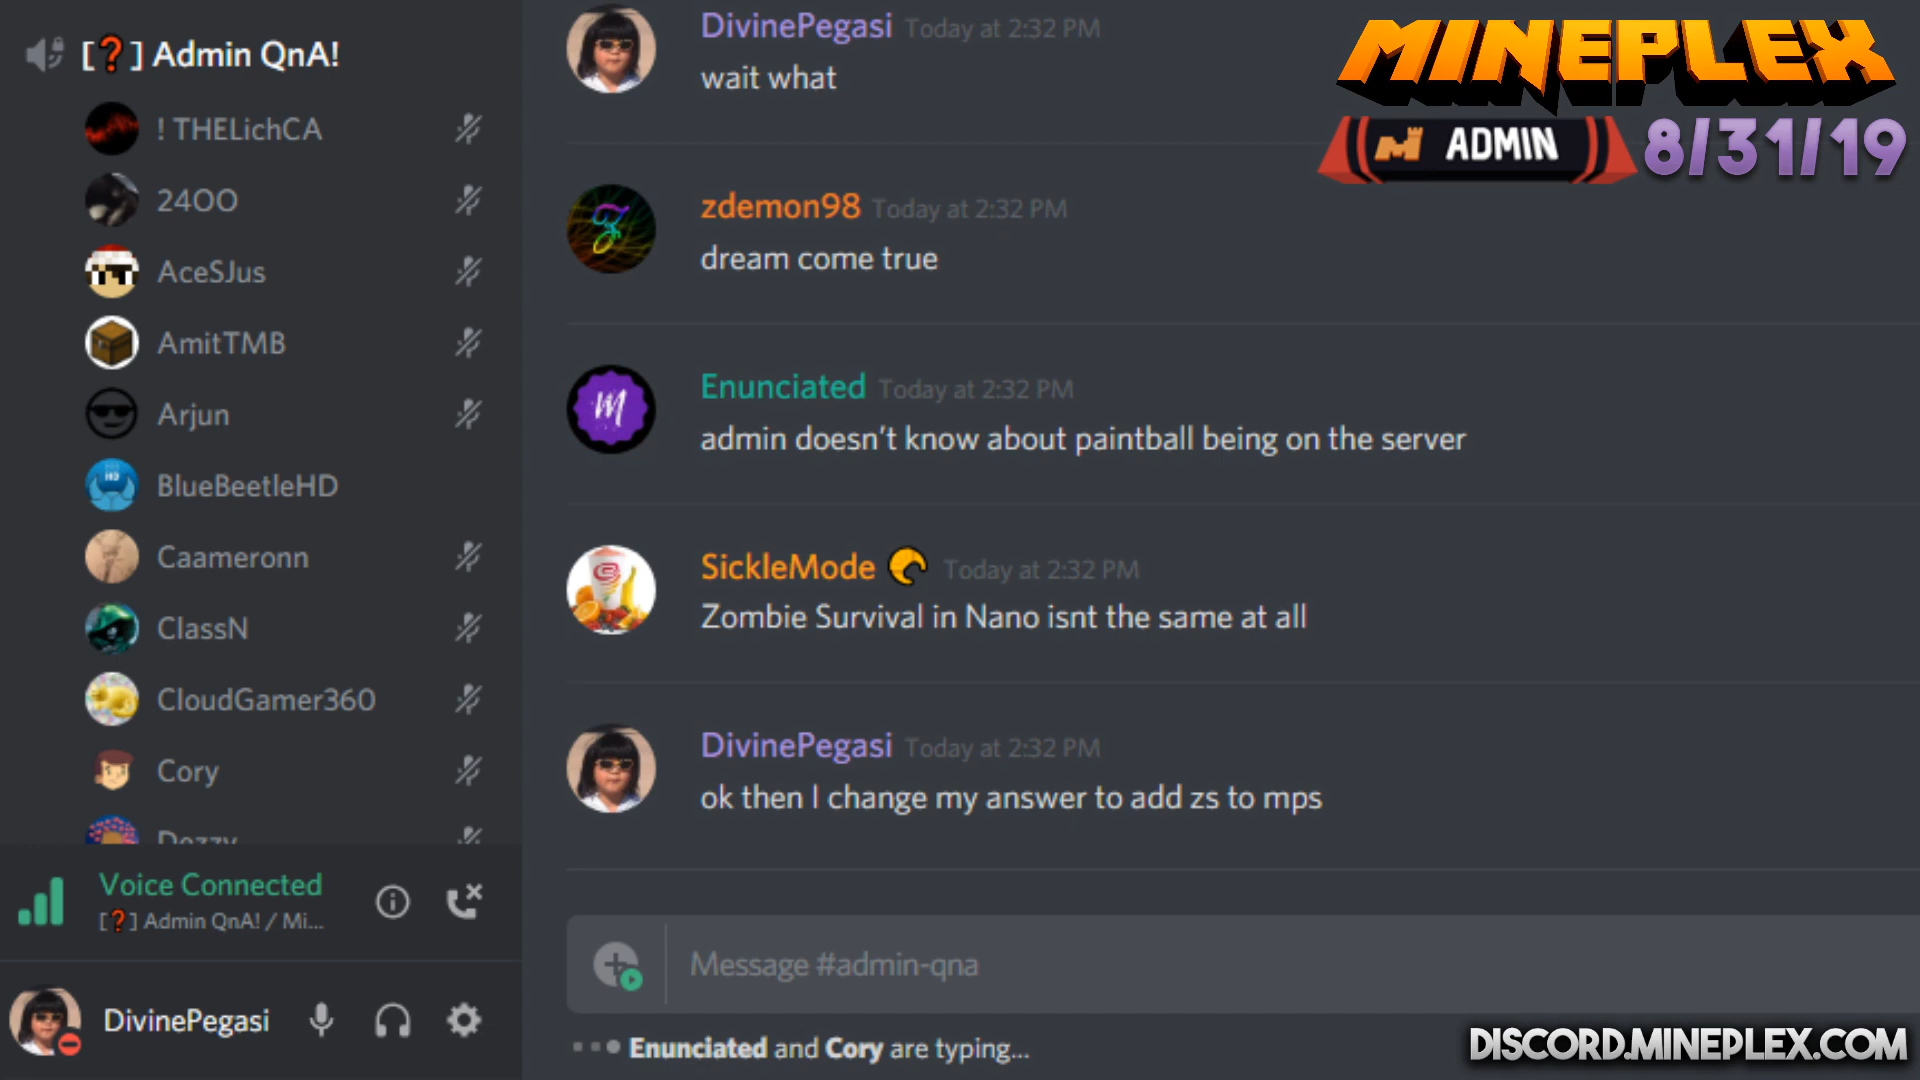 [❓] Admin QnA!
! THELichCA
24OO
AceSJus
AmitTMB
Arjun
BlueBeetleHD
Caameronn
ClassN
CloudGamer360
Cory
Dozzy
Voice Connected
[❓] Admin QnA! / Mi...
DivinePegasi
DivinePegasi Today at 2:32 PM
wait what
zdemon98 Today at 2:32 PM
dream come true
Enunciated Today at 2:32 PM
admin doesn't know about paintball being on the server
SickleMode Today at 2:32 PM
Zombie Survival in Nano isnt the same at all
DivinePegasi Today at 2:32 PM
ok then I change my answer to add zs to mps
Message #admin-qna
Enunciated and Cory are typing...
MINEPLEX
ADMIN 8/31/19
DISCORD.MINEPLEX.COM